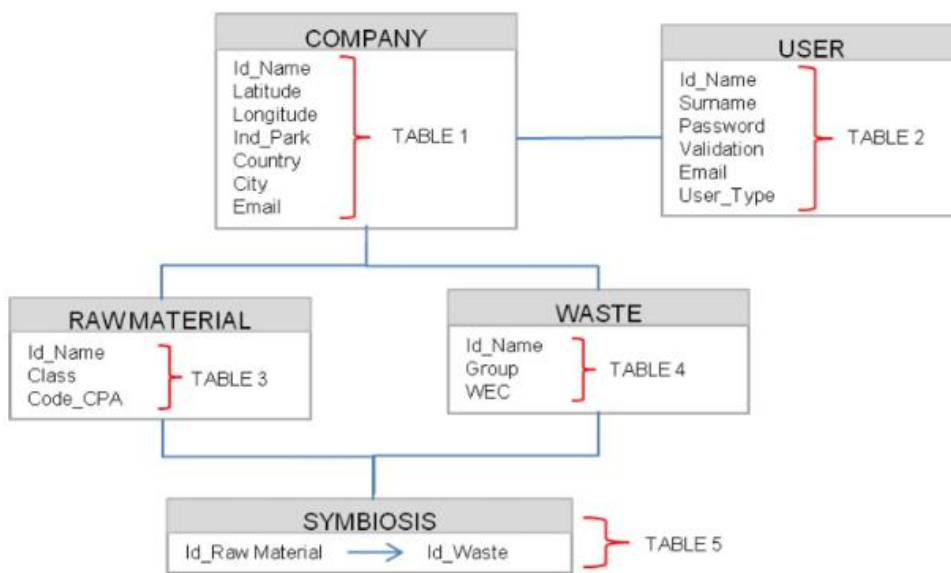 COMPANY
Id_Name
Latitude
Longitude
Ind_Park
Country
City
Email
TABLE 1
USER
Id_Name
Surname
Password
Validation
Email
User_Type
TABLE 2
RAWMATERIAL
Id_Name
Class
Code_CPA
TABLE 3
WASTE
Id_Name
Group
WEC
TABLE 4
SYMBIOSIS
Id_Raw Material Id_Waste
TABLE 5